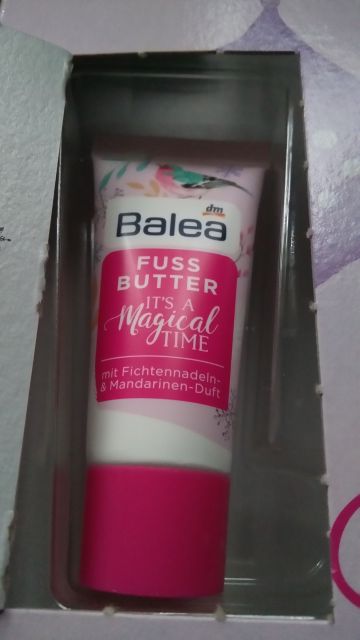 dm
Balea
FUSS
BUTTER
IT'S A
Magical
TIME
mit Fichtennadeln-
& Mandarinen-Duft